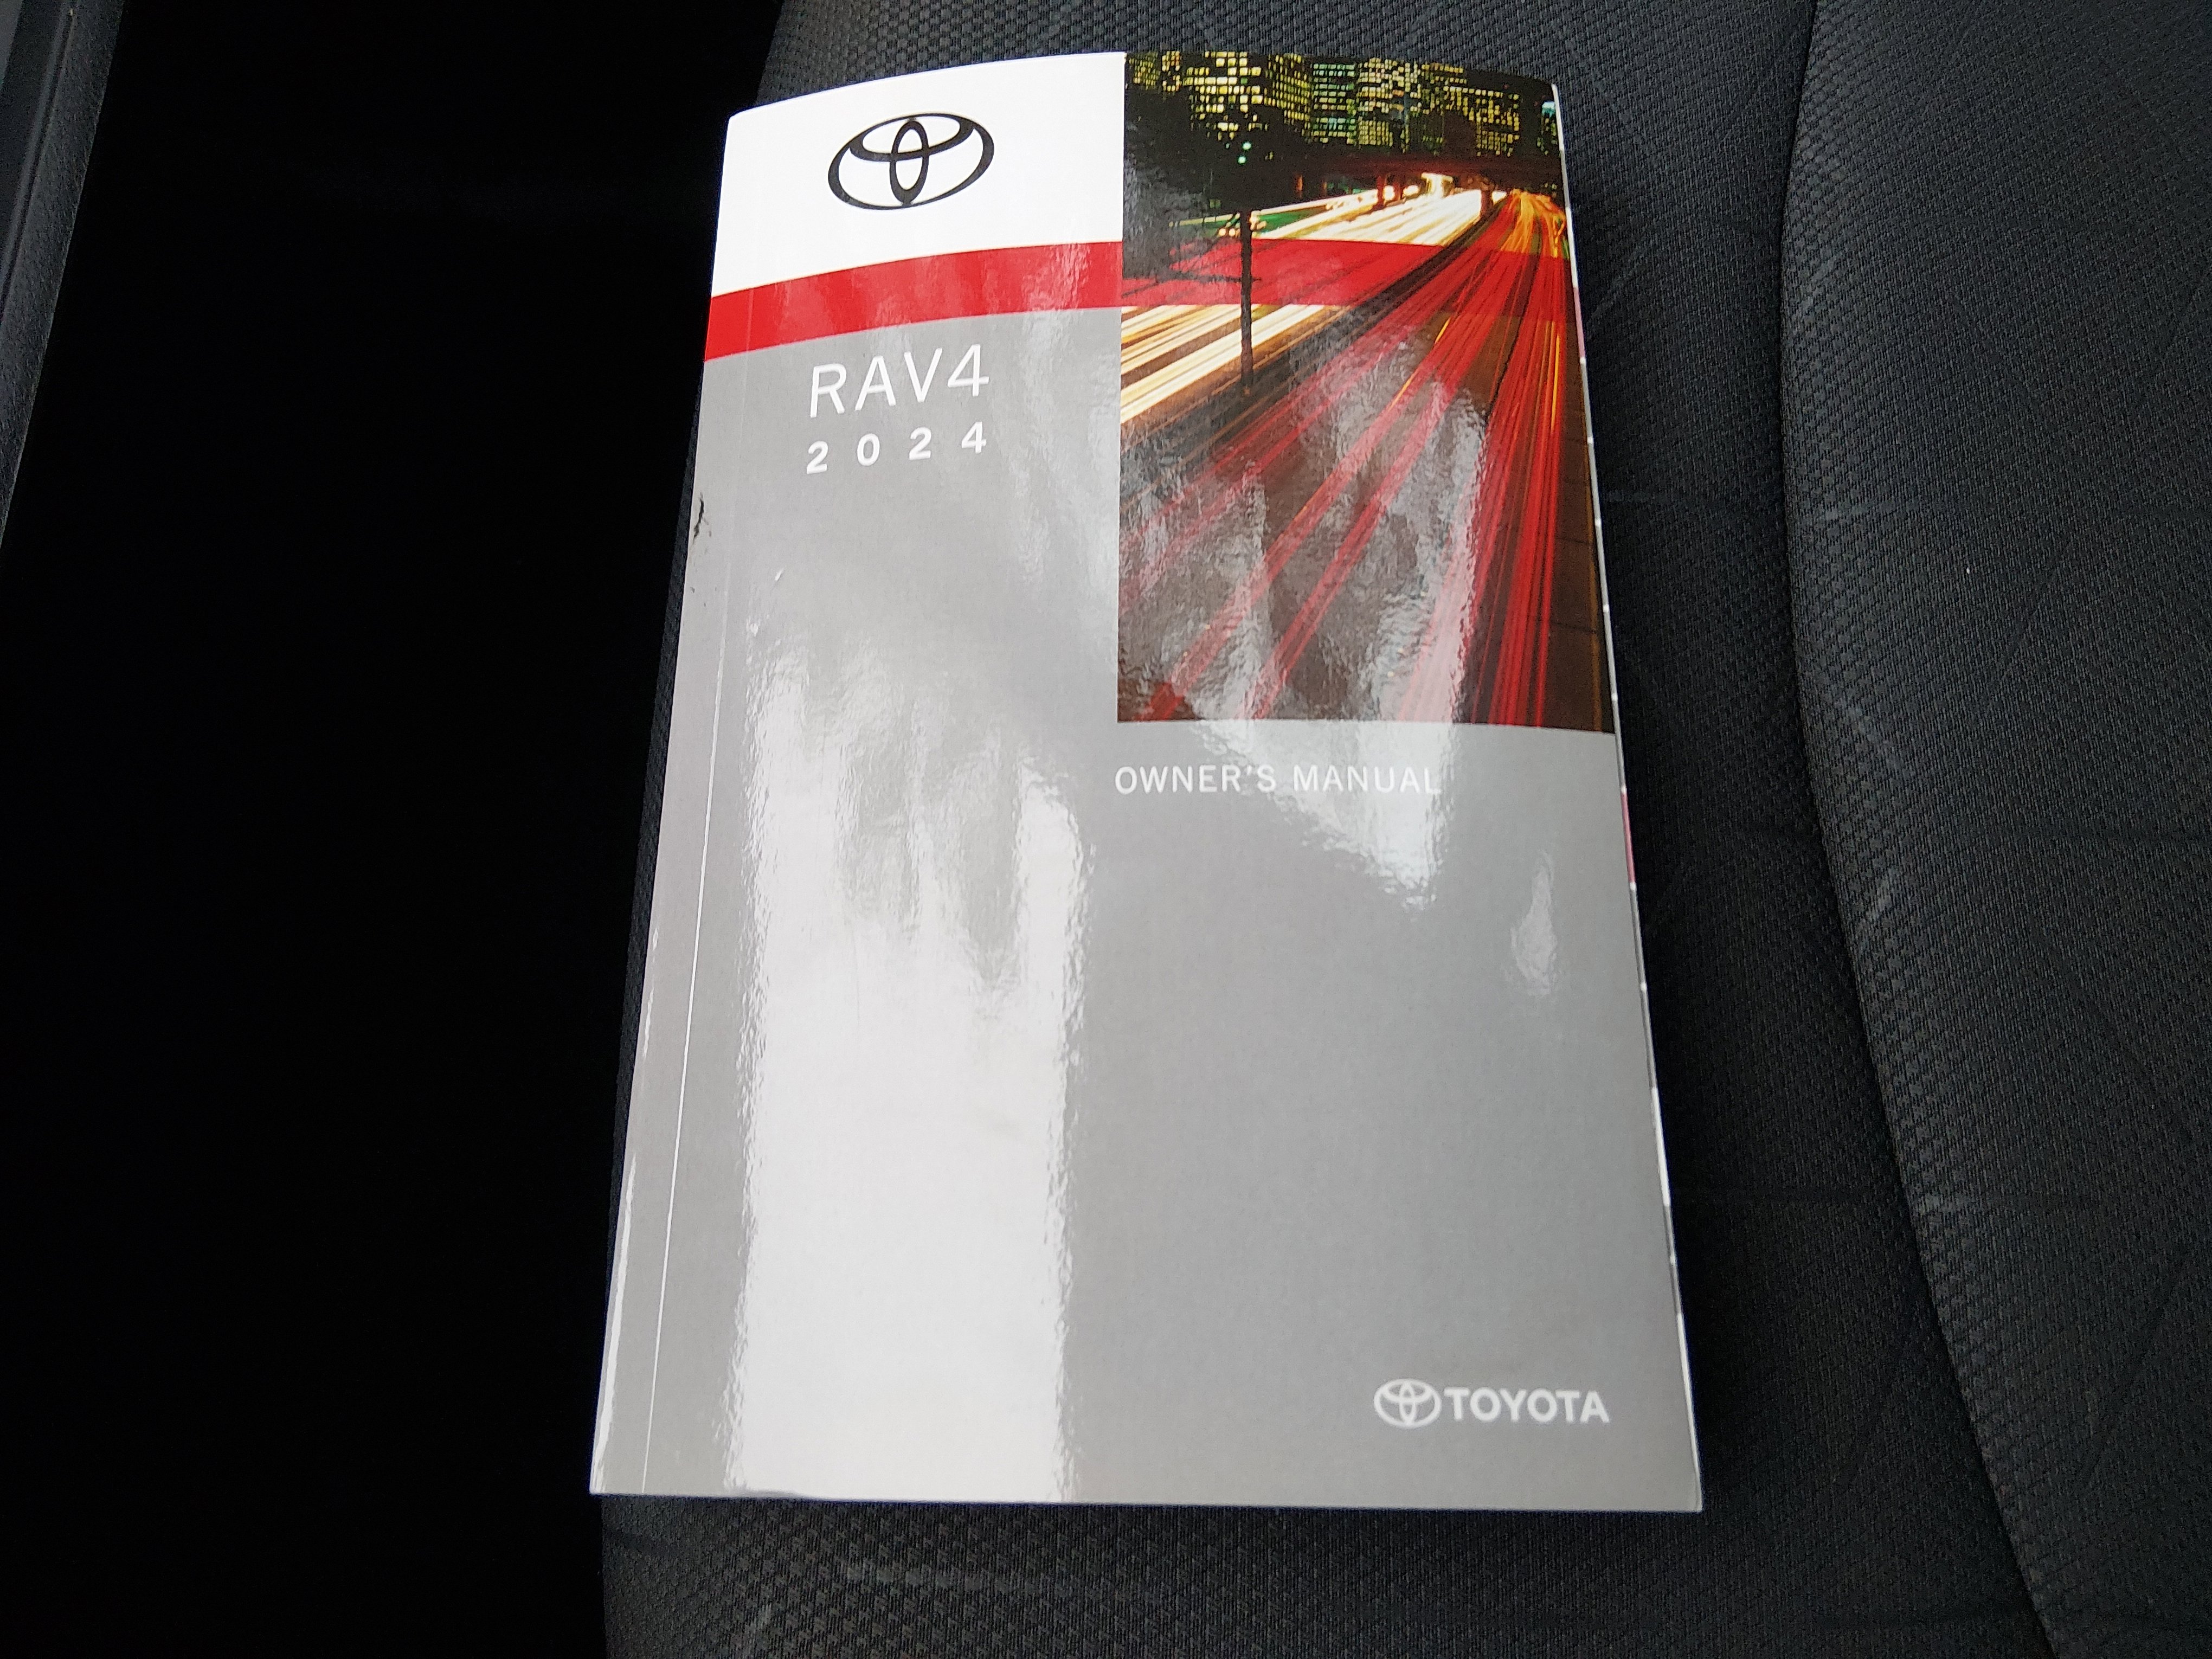 RAV4
2024
OWNER'S MANUAL
TOYOTA